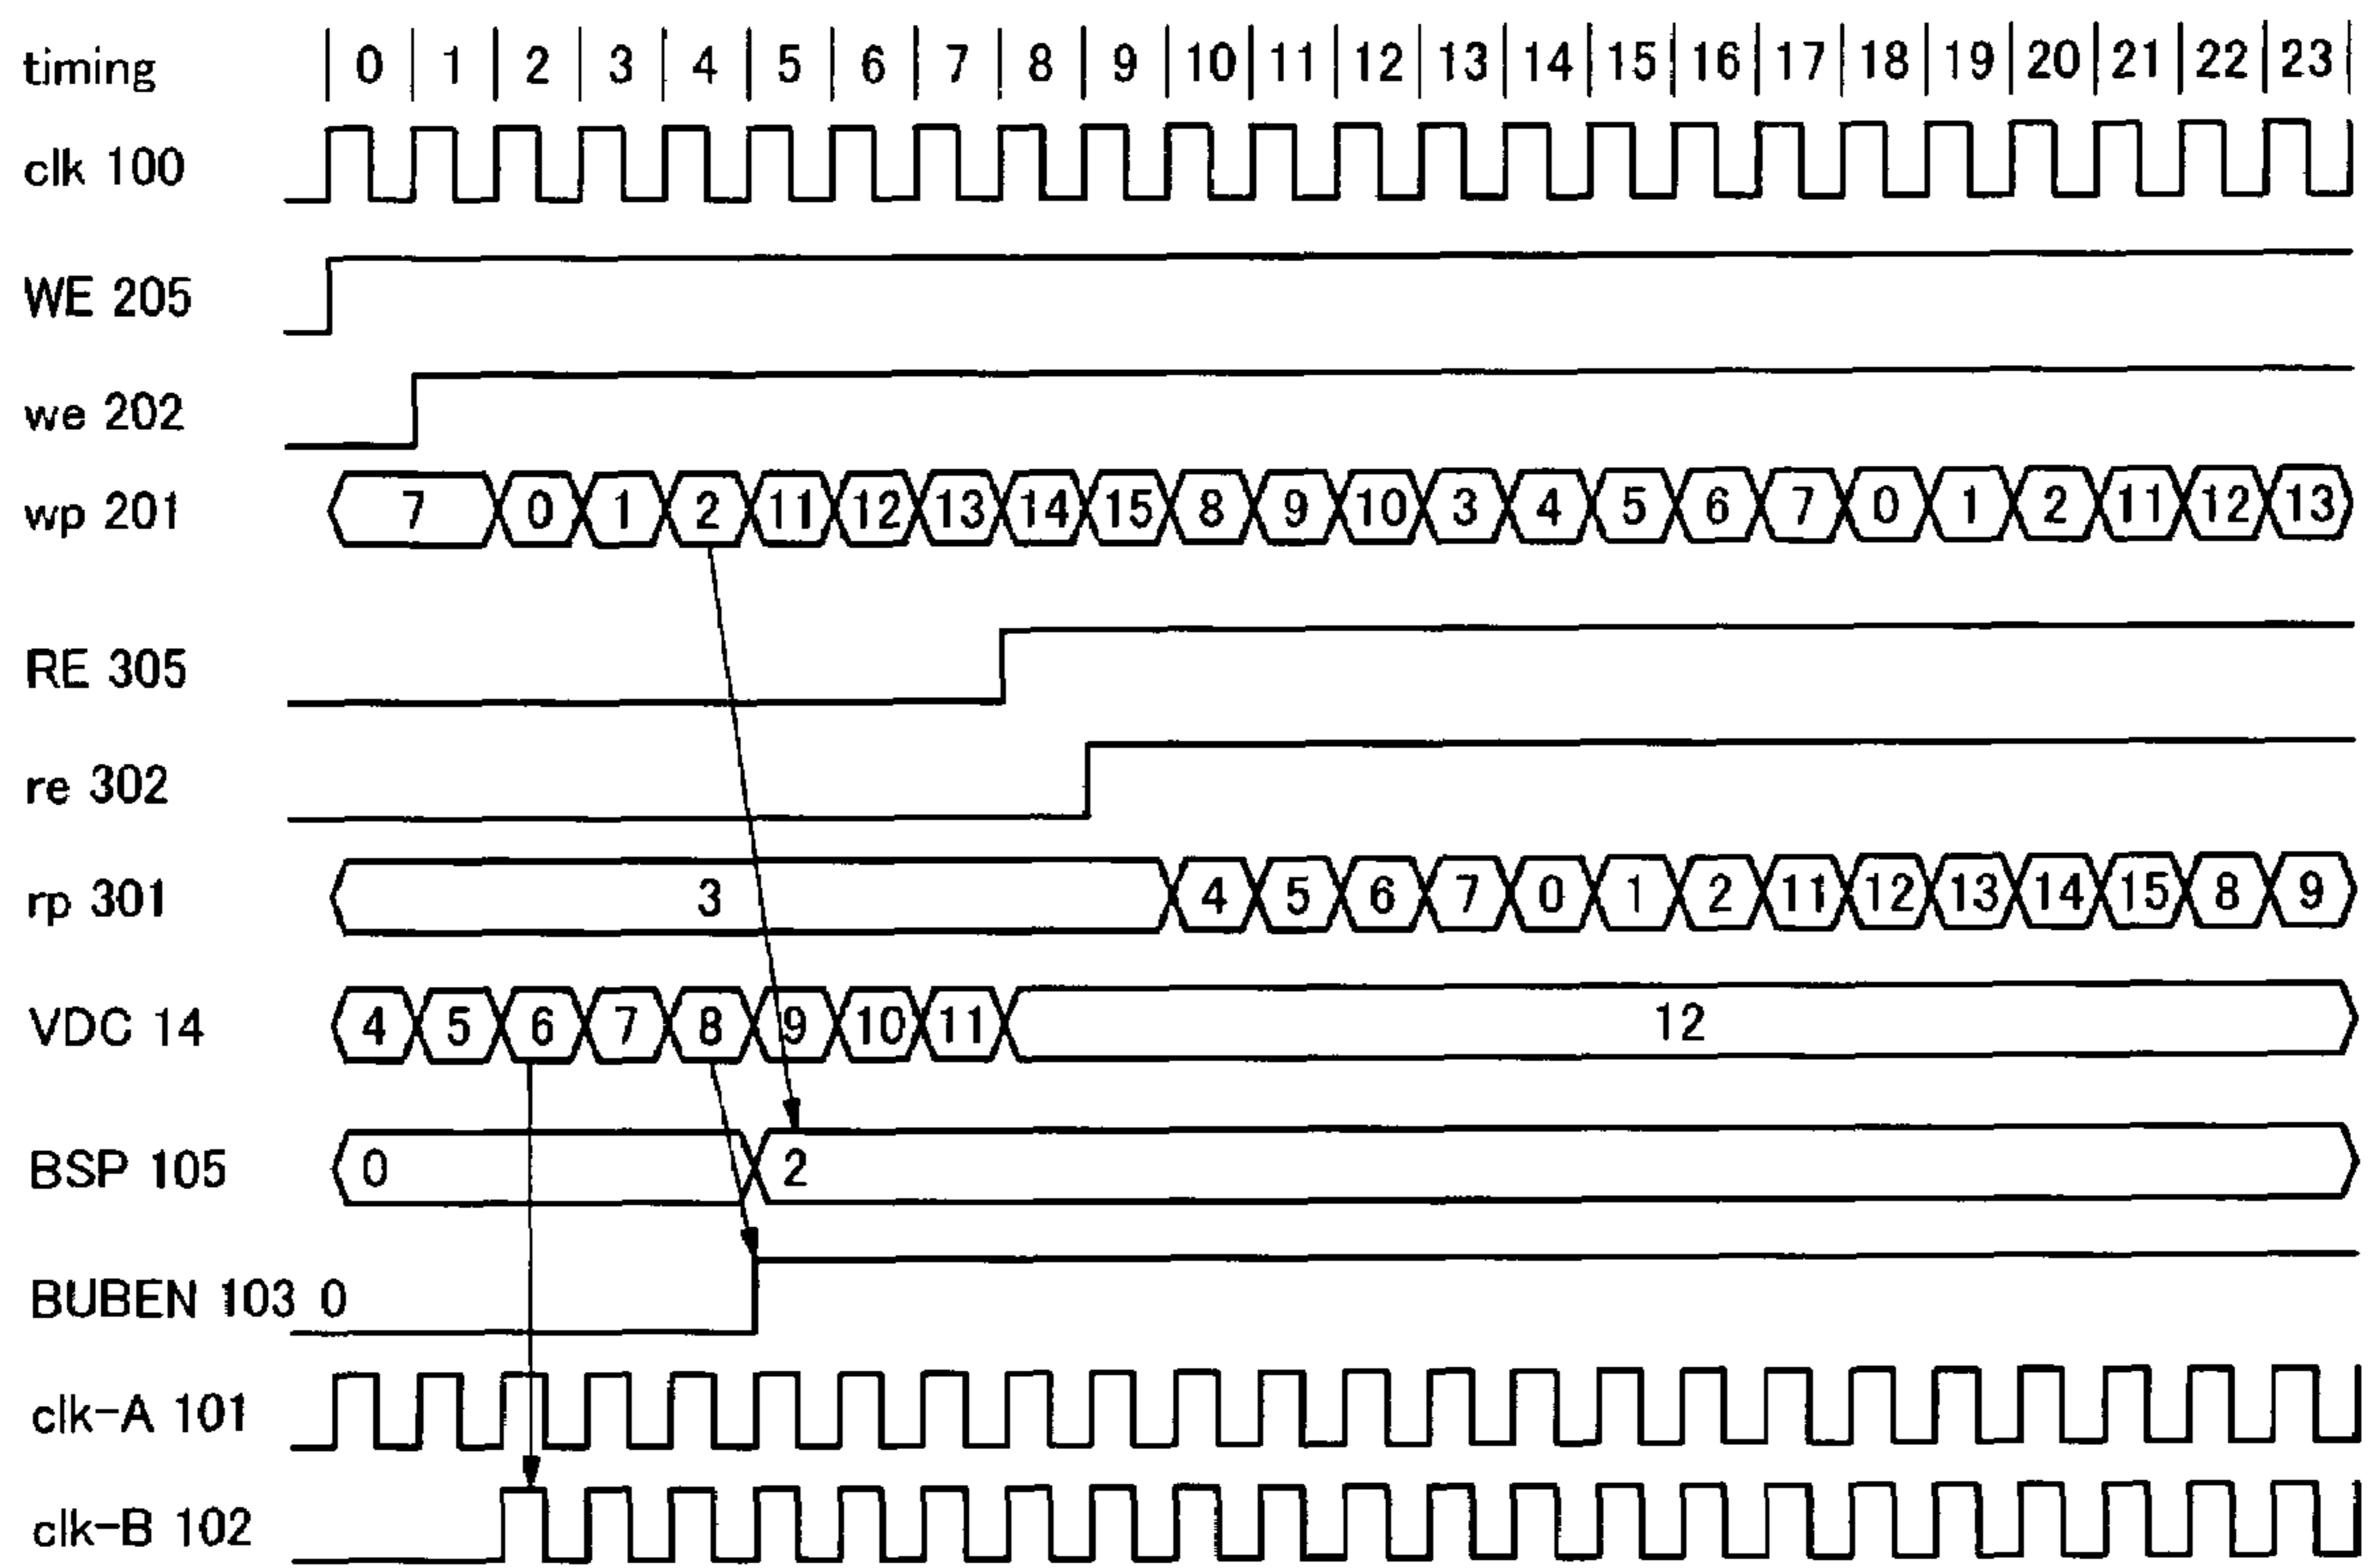 timing 0 1 2 3 4 5 6 7 8 9 10 11 12 13 14 15 16 17 18 19 20 21 22 23
clk 100
WE 205
we 202
wp 201 7 0 1 2 11 12 13 14 15 8 9 10 3 4 5 6 7 0 1 2 11 12 13
RE 305
re 302
rp 301 3 4 5 6 7 0 1 2 11 12 13 14 15 8 9
VDC 14 4 5 6 7 8 9 10 11 12
BSP 105 0 2
BUBEN 103 0
clk-A 101
clk-B 102